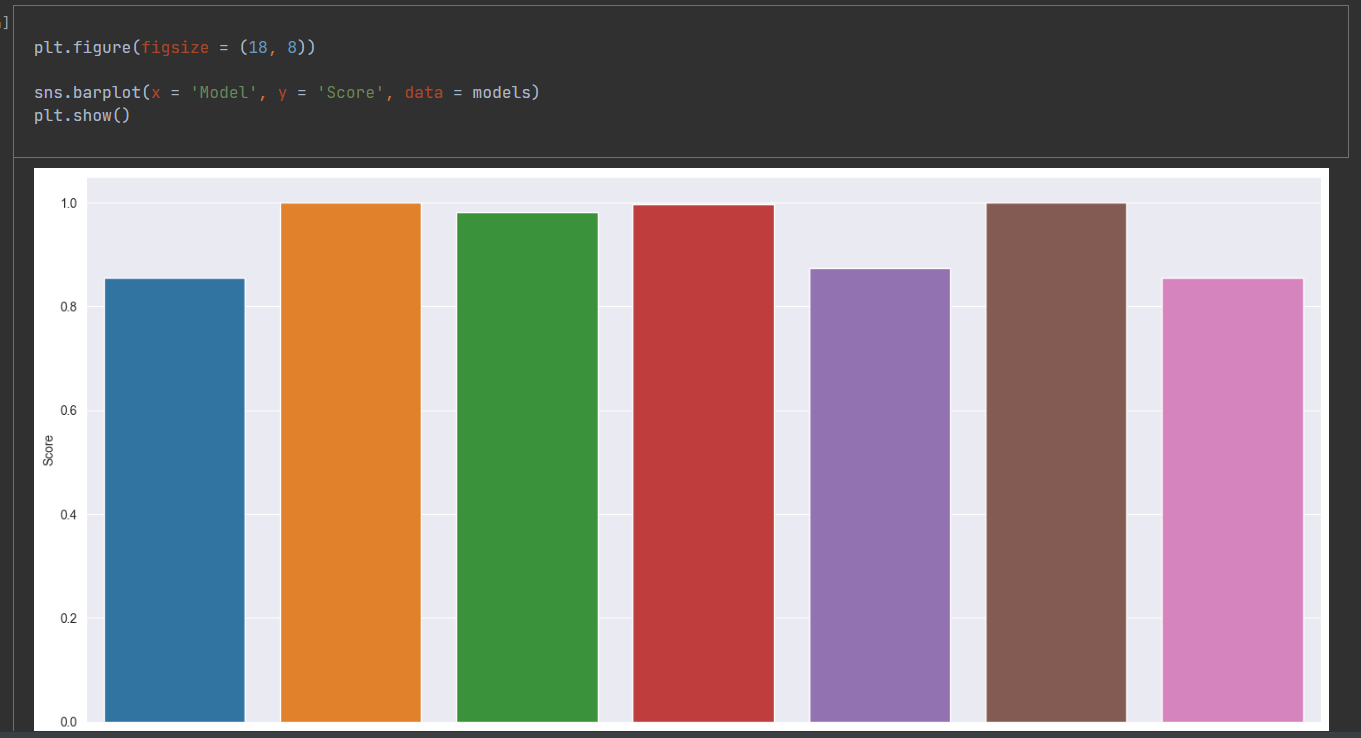 ]
plt.figure(figsize = (18, 8))
sns.barplot(x = 'Model', y = 'Score', data = models)
plt.show()
1.0
0.8
0.6
Score
0.4
0.2
0.0